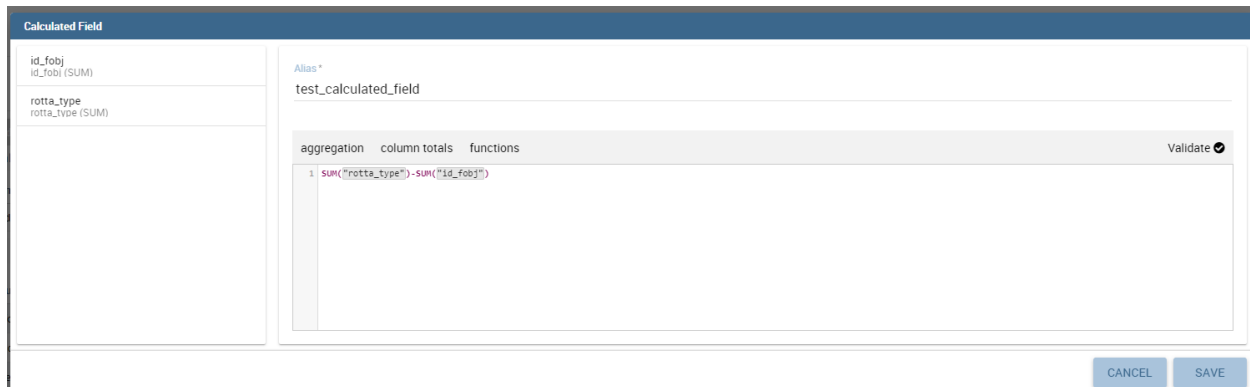 Calculated Field
id_fobj
id_fobj (SUM)
rotta_type
rotta_type (SUM)
Alias *
test_calculated_field
aggregation column totals functions Validate
1 SUM("rotta_type")-SUM("id_fobj")
CANCEL SAVE